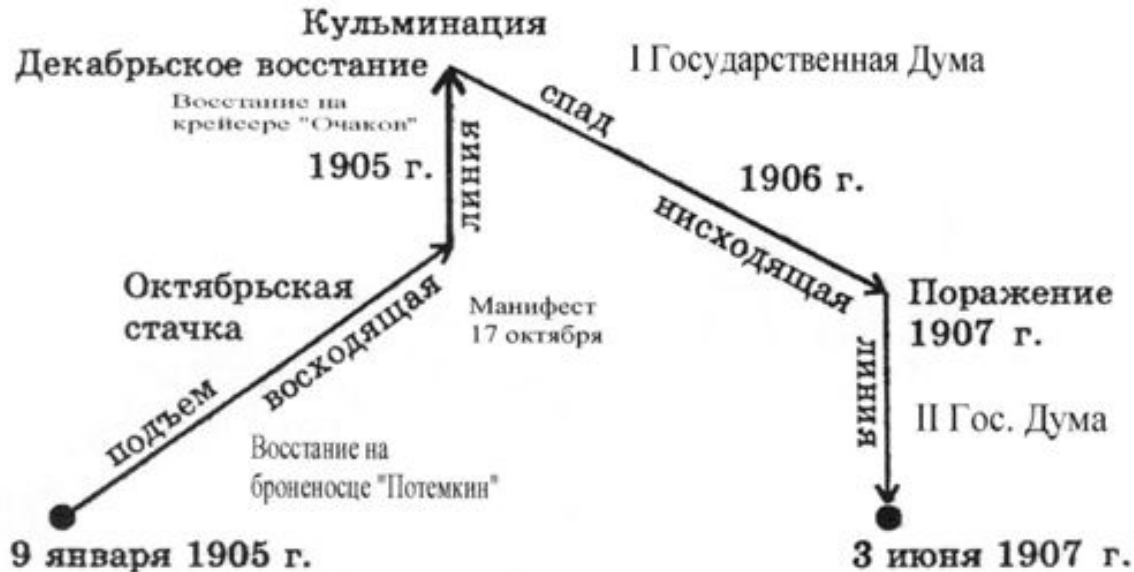 Кульминация
Декабрьское восстание
I Государственная Дума
Восстание на
крейсере "Очаков"
спад
1905 г.
линия
1906 г.
нисходящая
Октябрьская
стачка
восходящая
подъем
Манифест
17 октября
Поражение
1907 г.
линия
II Гос. Дума
Восстание на
броненосце "Потемкин"
9 января 1905 г.
3 июня 1907 г.